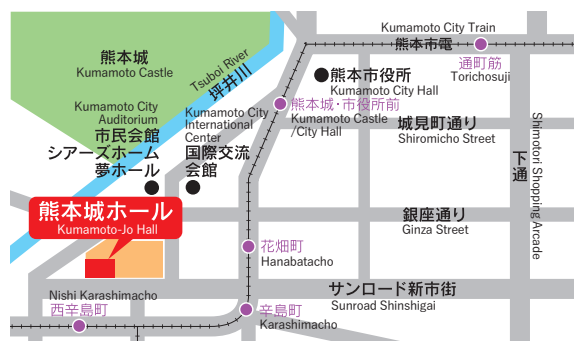 Kumamoto City Train
熊本市電
通町筋
Torichosuji
熊本城
Kumamoto Castle
Tsuboi River
坪井川
熊本市役所
Kumamoto City Hall
熊本城・市役所前
Kumamoto Castle
/City Hall
Kumamoto City
Auditorium
市民会館
シアーズホーム
夢ホール
Kumamoto City
International
Center
国際交流
会館
城見町通り
Shiromicho Street
下通
Shimotori Shopping Arcade
熊本城ホール
Kumamoto-Jo Hall
銀座通り
Ginza Street
花畑町
Hanabatacho
サンロード新市街
Sunroad Shinshigai
Nishi Karashimacho
西辛島町
辛島町
Karashimacho